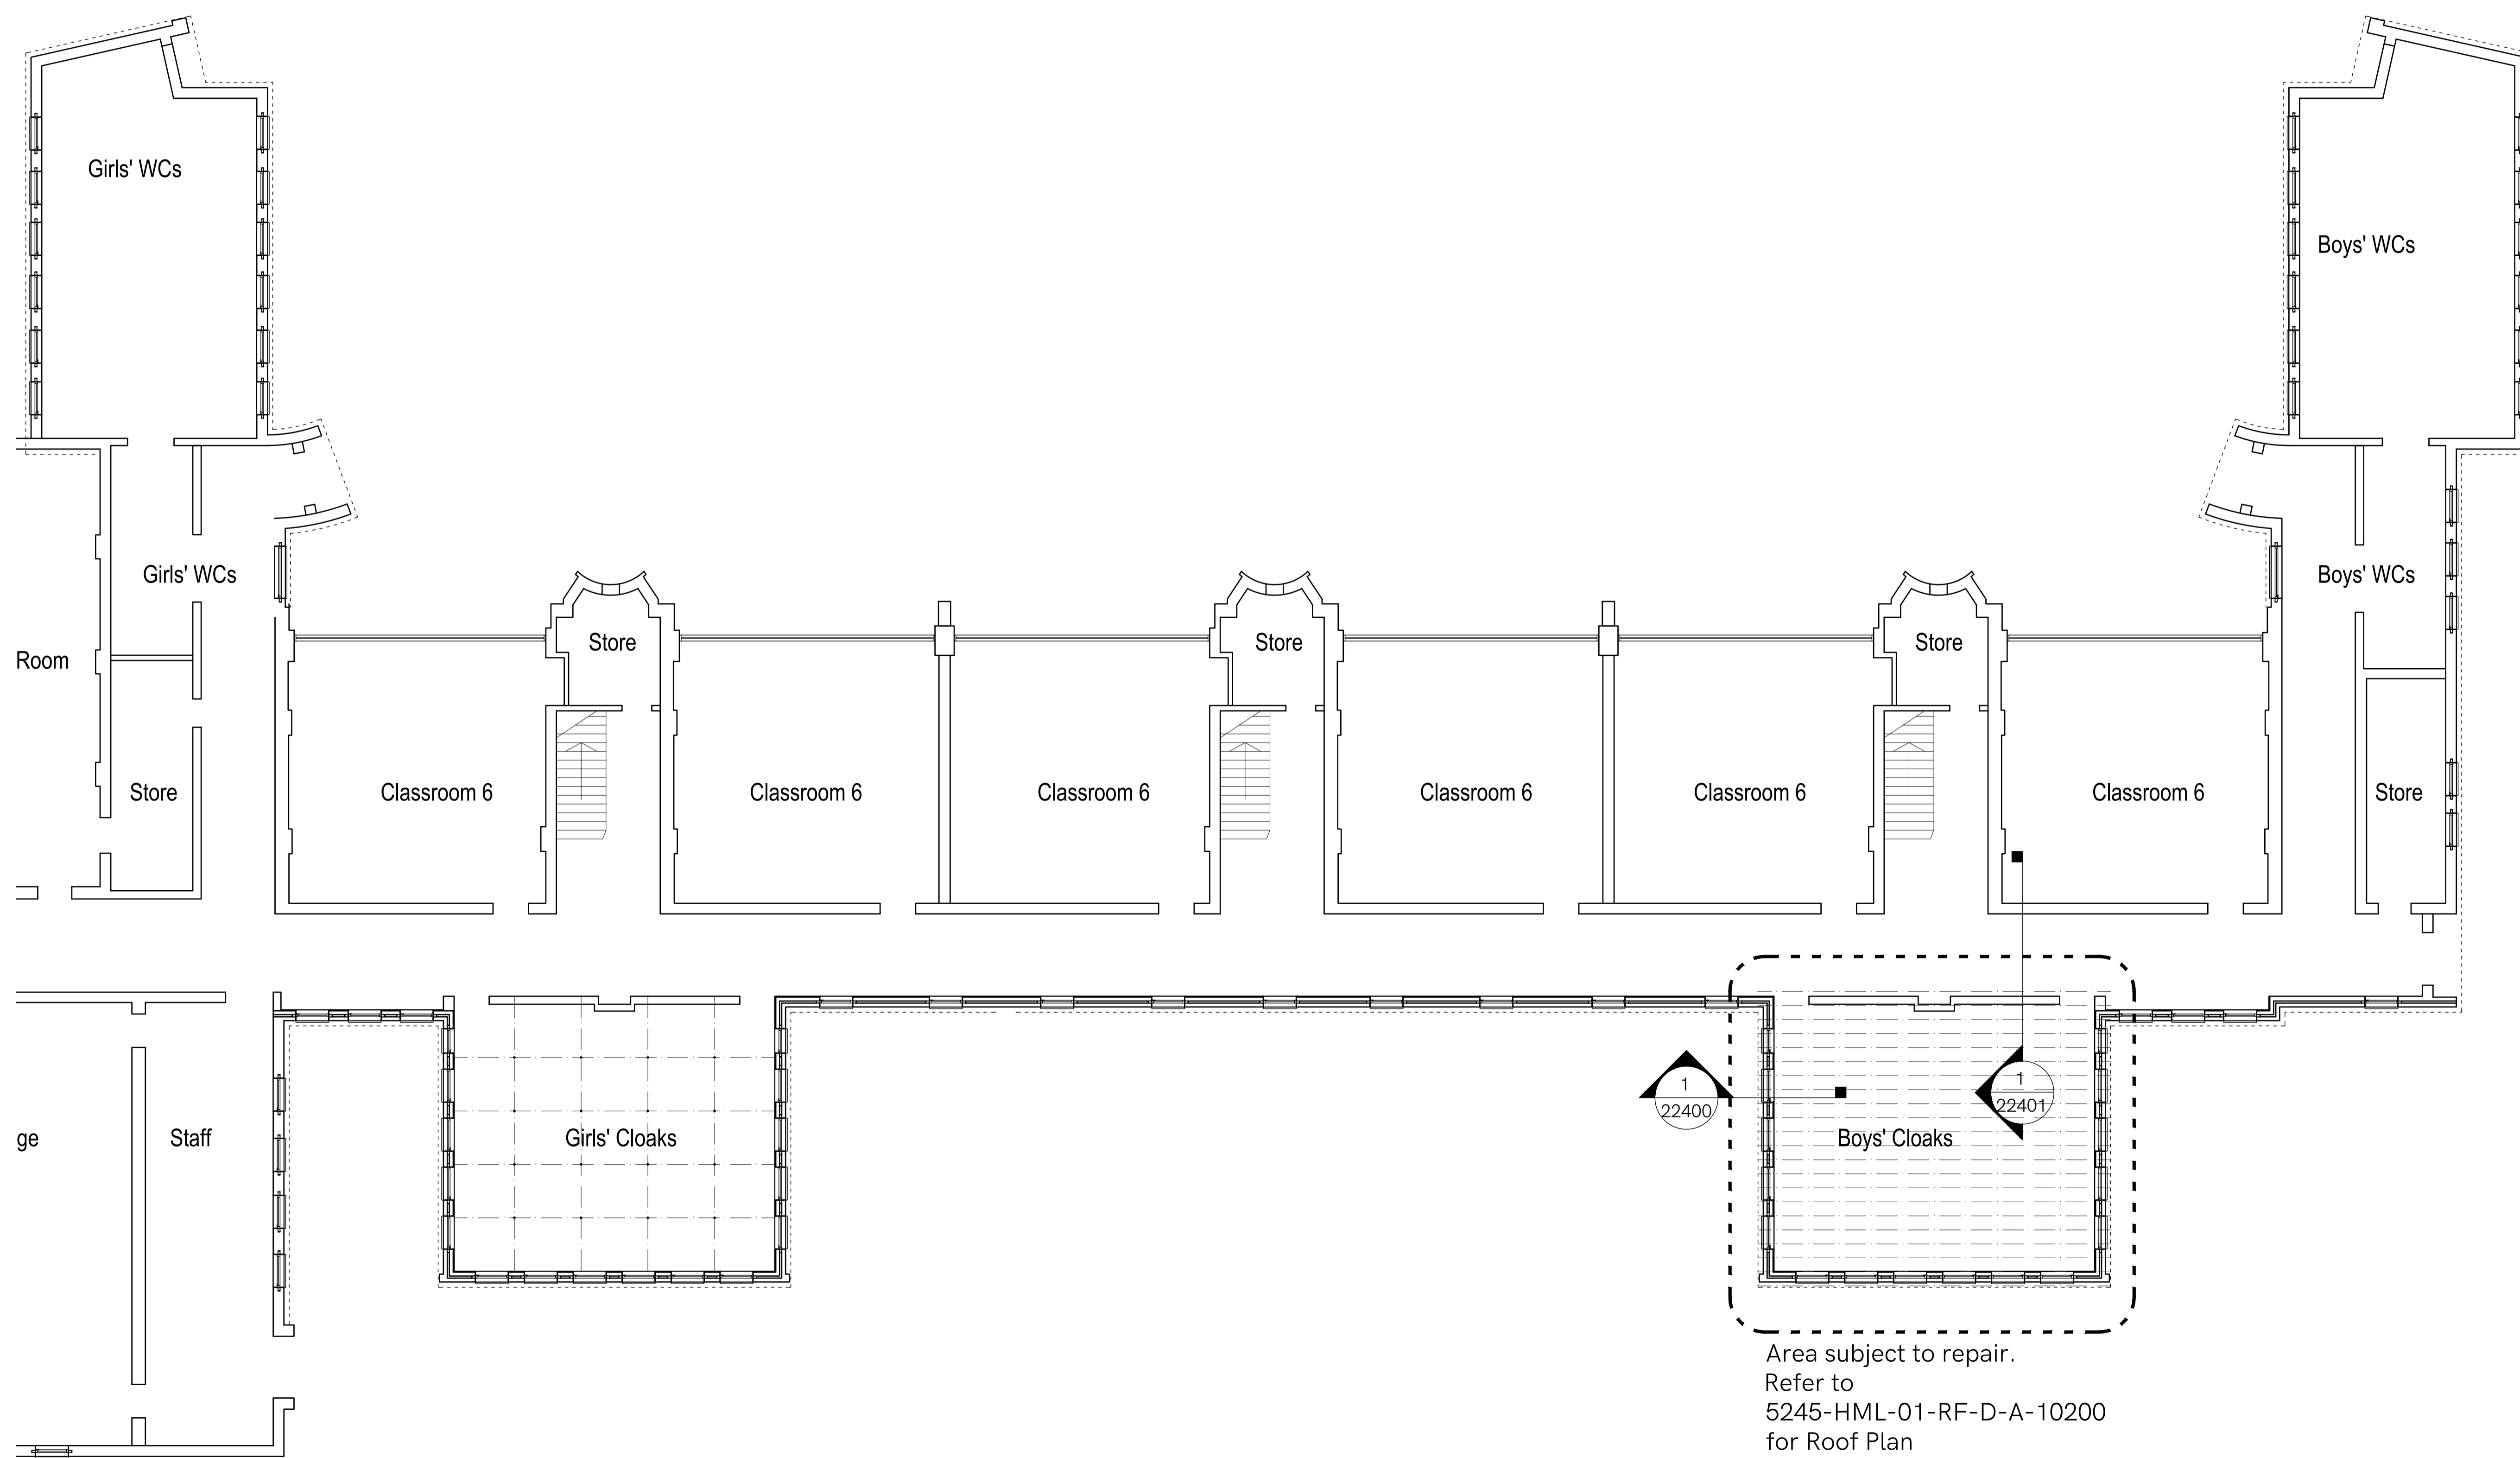 Girls' WCs
Boys' WCs
Girls' WCs
Boys' WCs
Room
Store
Store
Store
Store
Classroom 6
Classroom 6
Classroom 6
Classroom 6
Classroom 6
Classroom 6
Store
1
22400
1
22401
ge
Staff
Girls' Cloaks
Boys' Cloaks
Area subject to repair.
Refer to
5245-HML-01-RF-D-A-10200
for Roof Plan